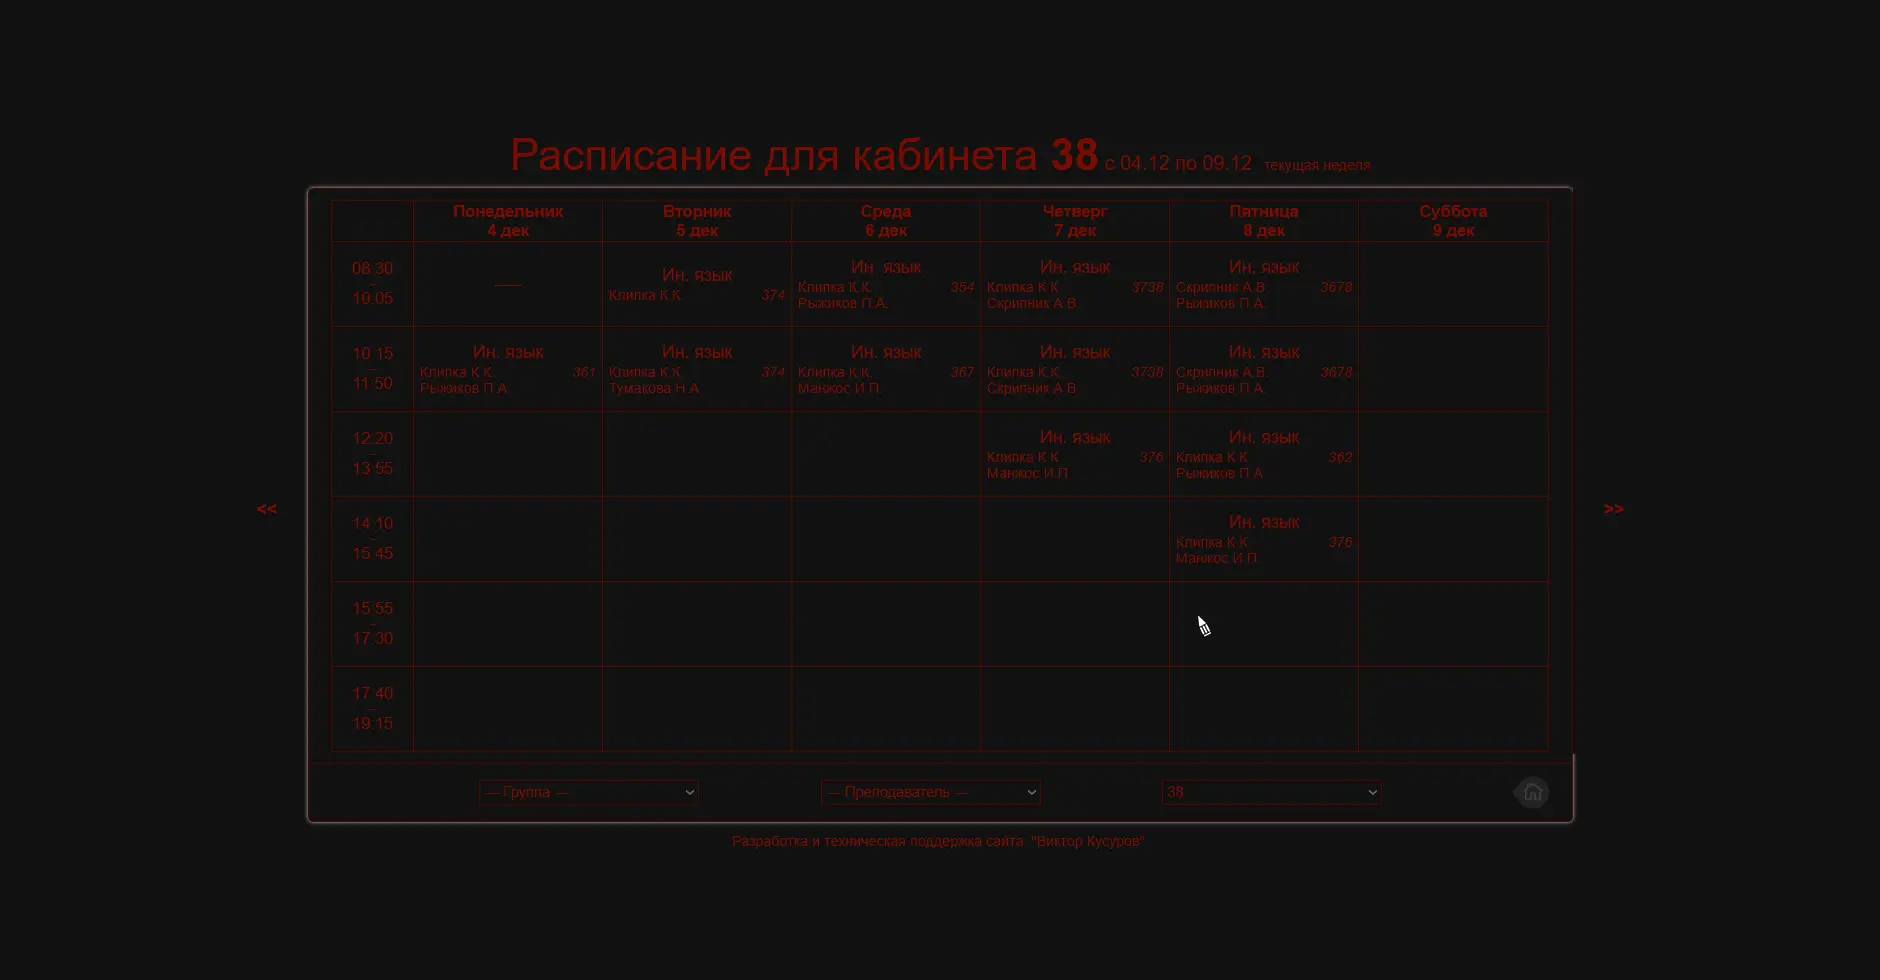 Расписание для кабинета 38 с 04.12 по 09.12 текущая неделя
Понедельник
4 дек
Вторник
5 дек
Среда
6 дек
Четверг
7 дек
Пятница
8 дек
Суббота
9 дек
08:30
–
10:05
——
Ин. язык
Клипка К.К. 374
Ин. язык
Клипка К.К. 354
Рыжиков П.А.
Ин. язык
Клипка К.К. 3738
Скрипник А.В.
Ин. язык
Скрипник А.В. 3678
Рыжиков П.А.
10:15
–
11:50
Ин. язык
Клипка К.К. 361
Рыжиков П.А.
Ин. язык
Клипка К.К. 374
Тумакова Н.А.
Ин. язык
Клипка К.К. 367
Манжос И.П.
Ин. язык
Клипка К.К. 3738
Скрипник А.В.
Ин. язык
Скрипник А.В. 3678
Рыжиков П.А.
12:20
–
13:55
Ин. язык
Клипка К.К. 376
Манжос И.П.
Ин. язык
Клипка К.К. 362
Рыжиков П.А.
<<
>>
14:10
–
15:45
Ин. язык
Клипка К.К. 376
Манжос И.П.
15:55
–
17:30
17:40
–
19:15
— Группа —
— Преподаватель —
38
Разработка и техническая поддержка сайта "Виктор Кусуров"